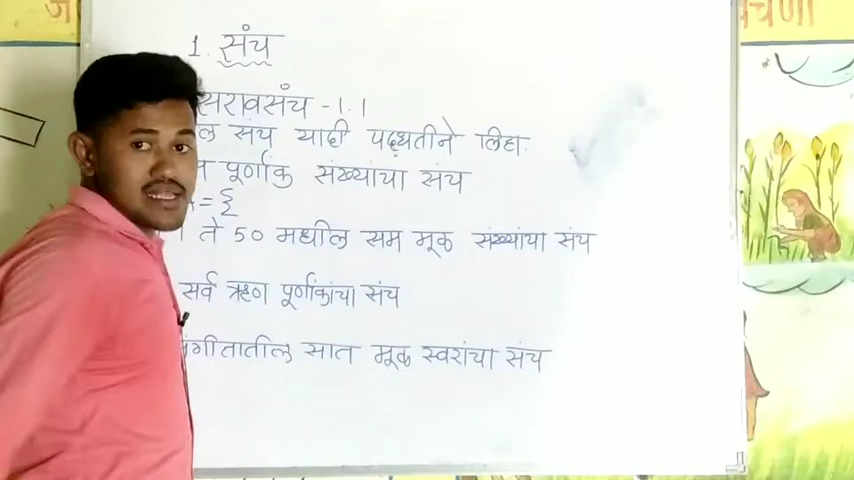 1. संच
सरावसंच - 1.1
संच यादी पद्धतीने लिहा.
पूर्णांक संख्यांचा संच
= {
ते 50 मधील सम मूळ संख्यांचा संच
सर्व ऋण पूर्णांकांचा संच
संगीतातील सात मूळ स्वरांचा संच